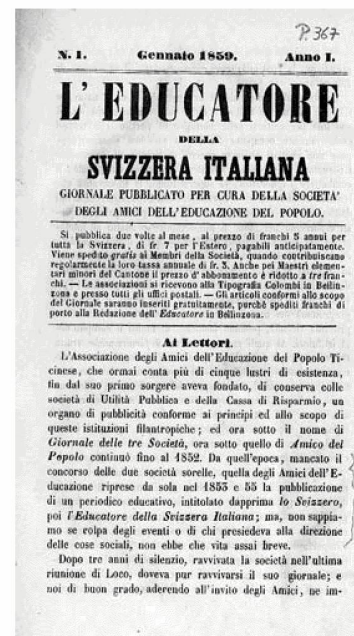 P. 367
N. 1. Gennaio 1859. Anno I.
L'EDUCATORE
DELLA
SVIZZERA ITALIANA
GIORNALE PUBBLICATO PER CURA DELLA SOCIETA'
DEGLI AMICI DELL'EDUCAZIONE DEL POPOLO.
Si pubblica due volte al mese, al prezzo di franchi 5 annui per
tutta la Svizzera, di fr. 7 per l'Estero, pagabili anticipatamente.
Viene spedito gratis ai Membri della Società, quando contribuiscano
regolarmente la loro tassa annuale di fr. 5. Anche pei Maestri elemen-
tari minori del Cantone il prezzo d'abbonamento è ridotto a tre fran-
chi. — Le associazioni si ricevono alla Tipografia Colombi in Bellin-
zona e presso tutti gli uffici postali. — Gli articoli conformi allo scopo
del Giornale saranno inseriti gratuitamente, purchè spediti franchi di
porto alla Redazione dell'Educatore in Bellinzona.
Ai Lettori.
L'Associazione degli Amici dell'Educazione del Popolo Ti-
cinese, che ormai conta più di cinque lustri di esistenza,
fin dal suo primo sorgere aveva fondato, di conserva colle
società di Utilità Pubblica e della Cassa di Risparmio, un
organo di pubblicità conforme ai principj ed allo scopo di
queste istituzioni filantropiche; ed ora sotto il nome di
Giornale delle tre Società, ora sotto quello di Amico del
Popolo continuò fino al 1852. Da quell'epoca, mancato il
concorso delle due società sorelle, quella degli Amici dell'E-
ducazione riprese da sola nel 1853 e 55 la pubblicazione
di un periodico educativo, intitolato dapprima lo Svizzero,
poi l'Educatore della Svizzera Italiana; ma, non sappia-
mo se colpa degli eventi o di chi presiedeva alla direzione
delle cose sociali, non ebbe che vita assai breve.
Dopo tre anni di silenzio, ravvivata la società nell'ultima
riunione di Loco, doveva pur ravvivarsi il suo giornale; e
noi di buon grado, aderendo all'invito degli Amici, ne im-